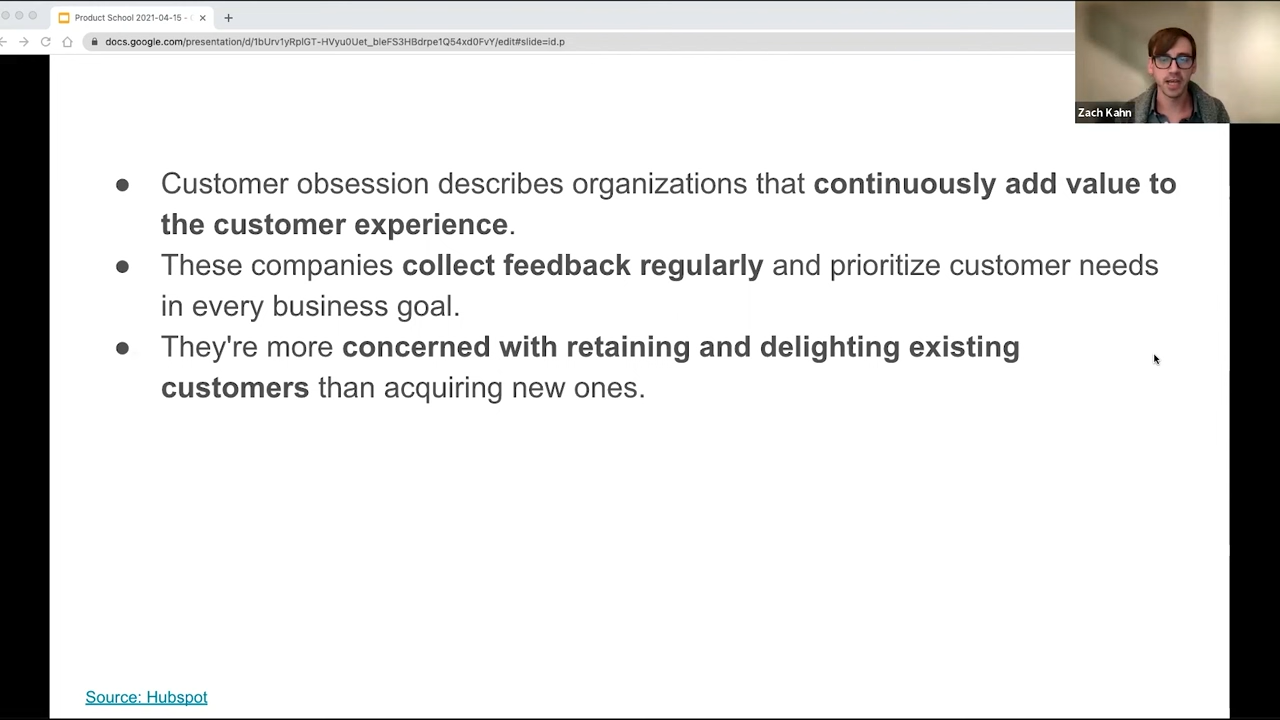 Product School 2021-04-15 -
docs.google.com/presentation/d/1bUrv1yRplGT-HVyu0Uet_bleFS3HBdrpe1Q54xd0FvY/edit#slide=id.p
Zach Kahn
● Customer obsession describes organizations that continuously add value to
the customer experience.
● These companies collect feedback regularly and prioritize customer needs
in every business goal.
● They're more concerned with retaining and delighting existing
customers than acquiring new ones.
Source: Hubspot